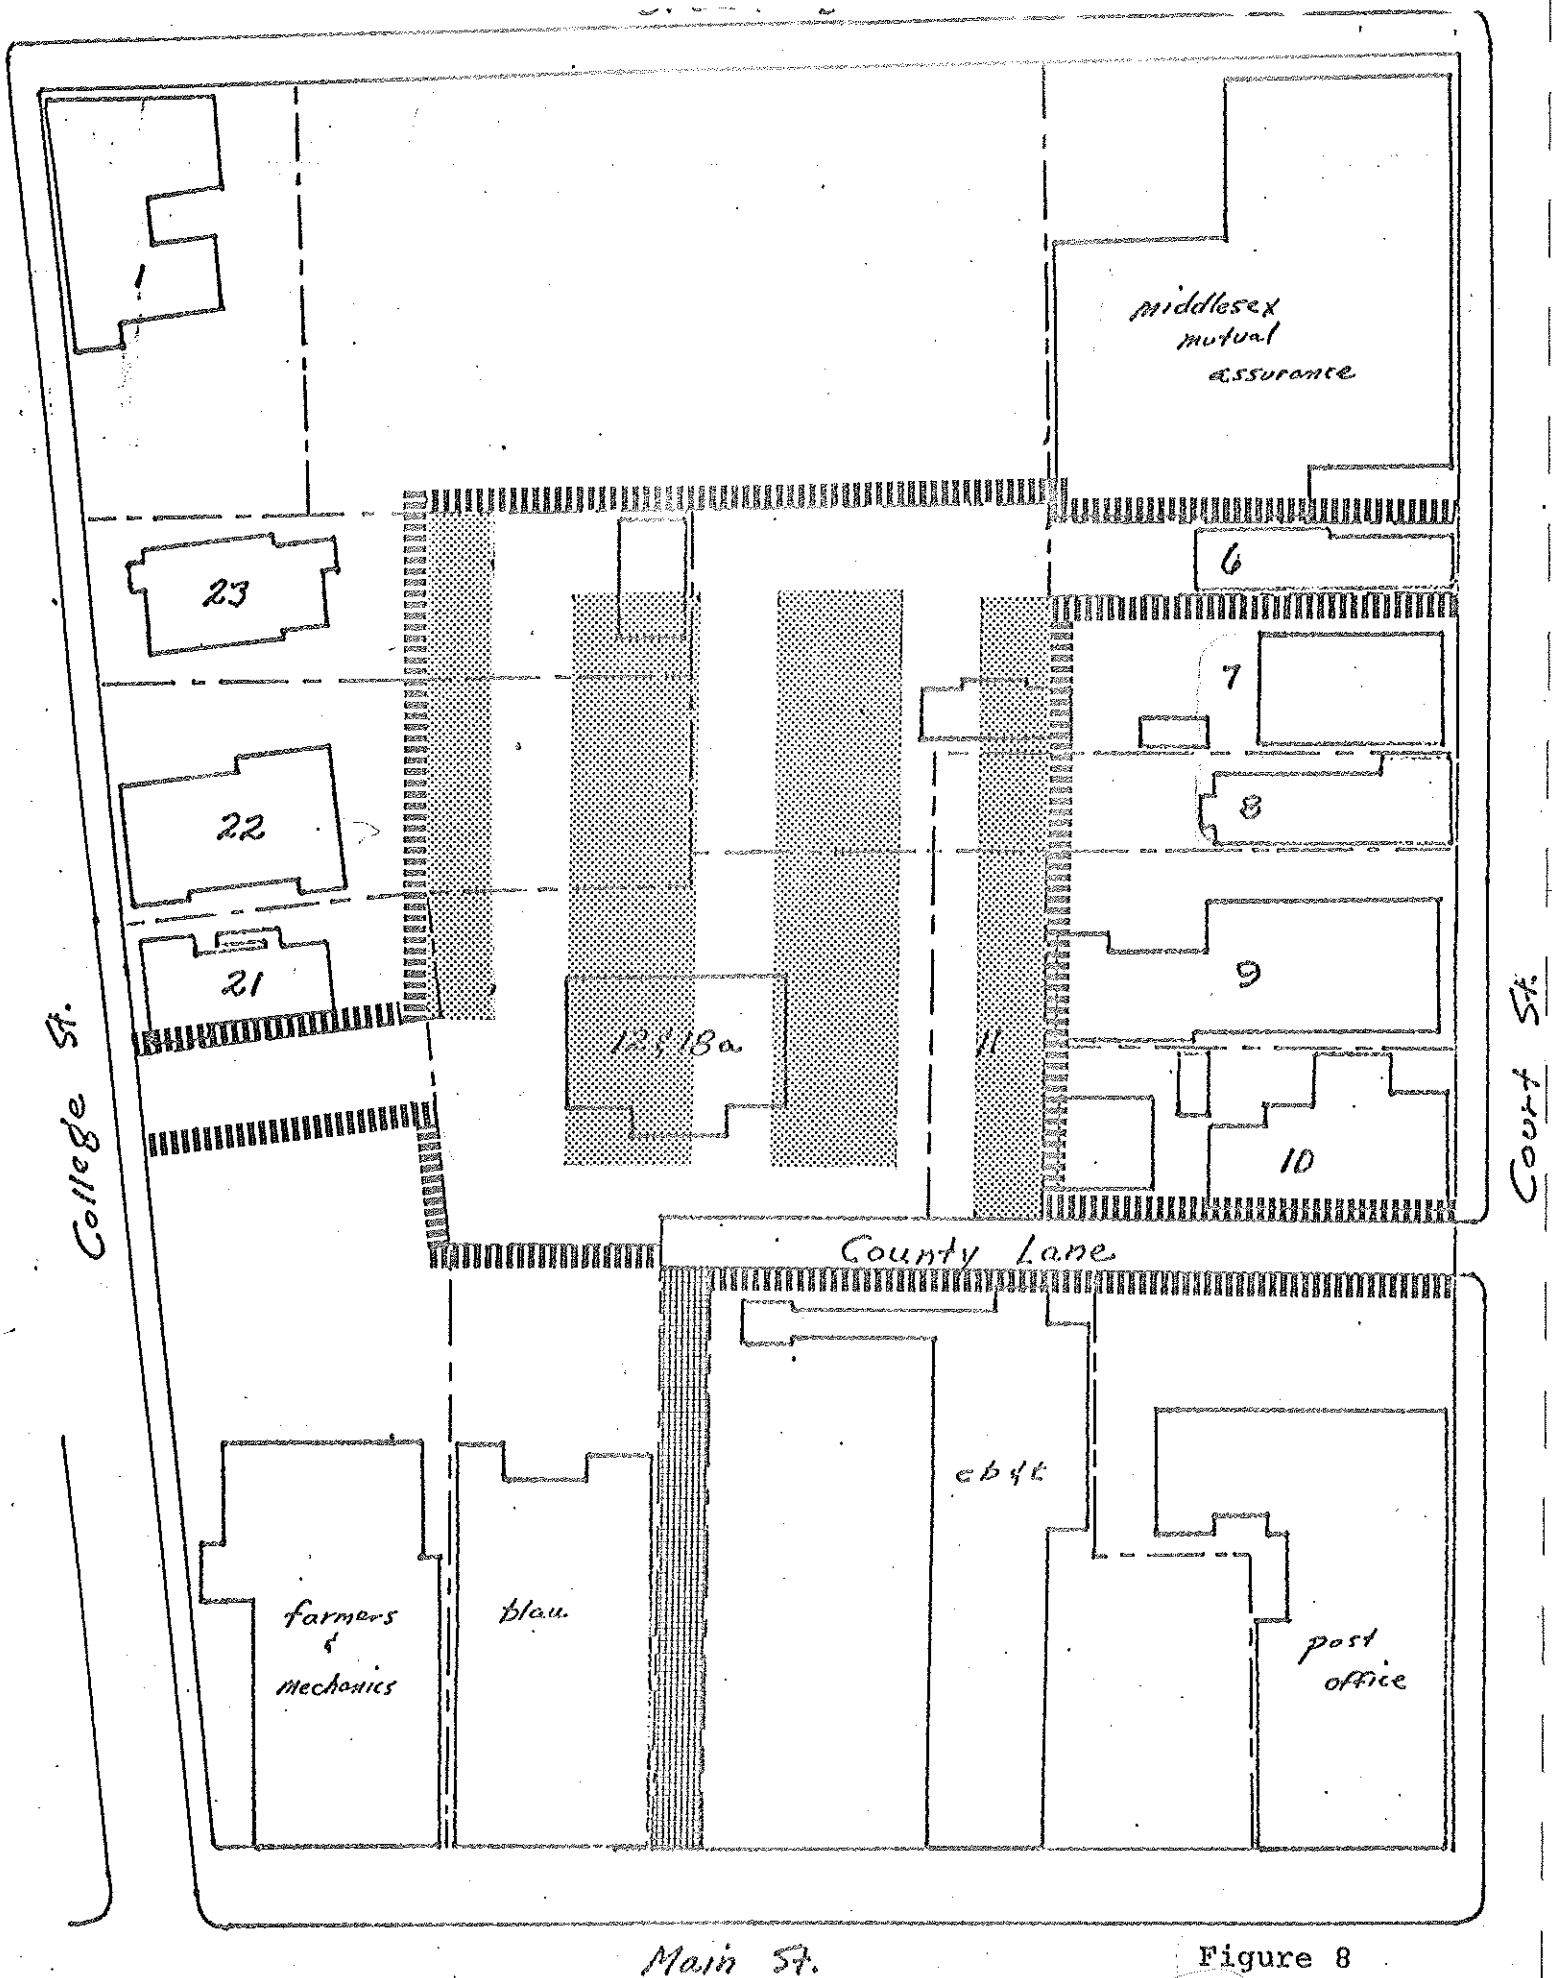 middlesex
mutual
assurance
6
23
7
22
8
21
9
12 & 18a
11
College St.
Court St.
10
County Lane
cb&t
farmers
&
mechanics
blau
post
office
Main St.
Figure 8